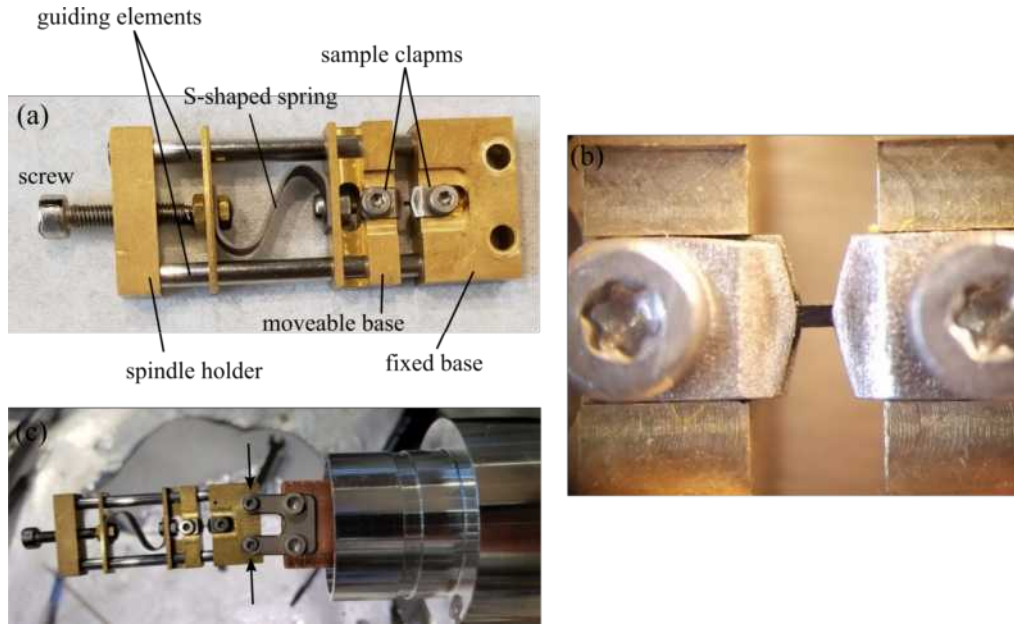 guiding elements
sample clapms
S-shaped spring
(a)
screw
moveable base
spindle holder
fixed base
(b)
(c)